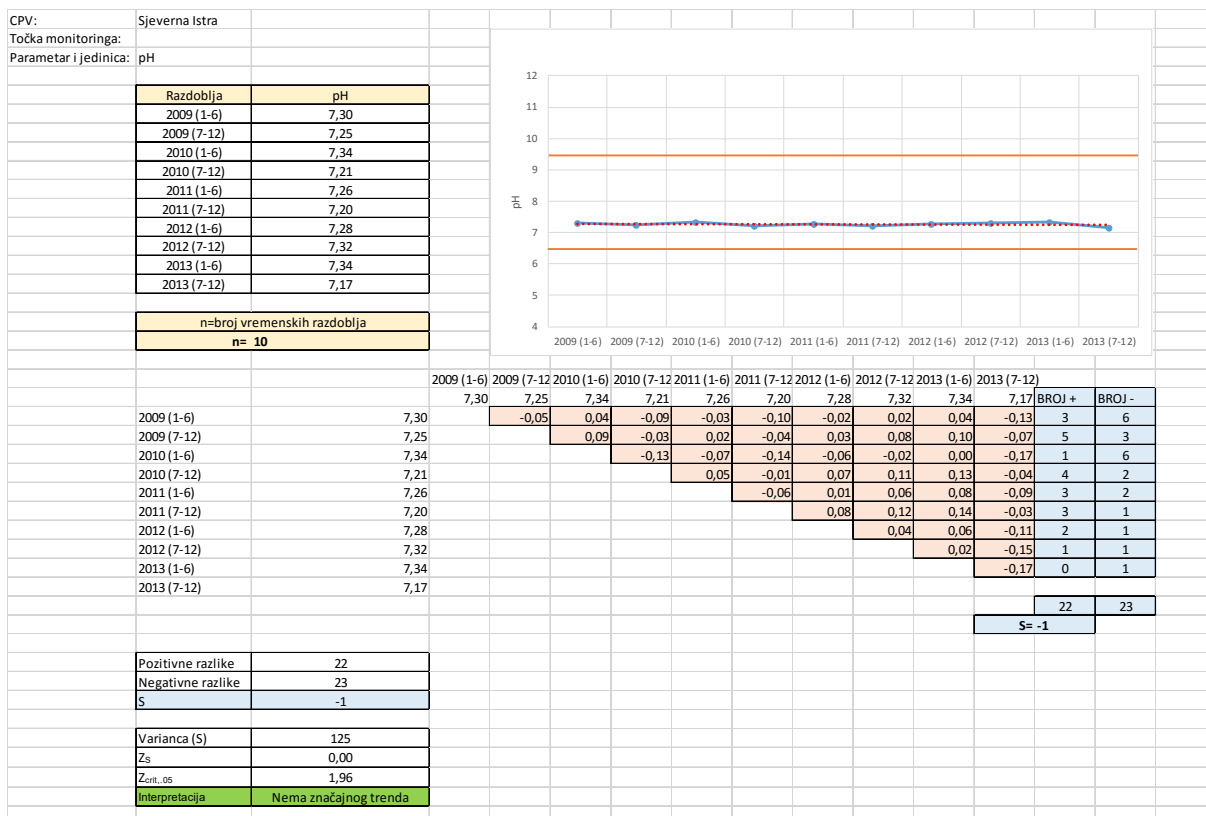 CPV: Sjeverna Istra
Točka monitoringa:
Parametar i jedinica: pH
Razdoblja pH
2009 (1-6) 7,30
2009 (7-12) 7,25
2010 (1-6) 7,34
2010 (7-12) 7,21
2011 (1-6) 7,26
2011 (7-12) 7,20
2012 (1-6) 7,28
2012 (7-12) 7,32
2013 (1-6) 7,34
2013 (7-12) 7,17
n=broj vremenskih razdoblja
n= 10
12
11
10
9
8
7
6
5
4
pH
2009 (1-6) 2009 (7-12) 2010 (1-6) 2010 (7-12) 2011 (1-6) 2011 (7-12) 2012 (1-6) 2012 (7-12) 2013 (1-6) 2013 (7-12)
2009 (1-6) 2009 (7-12 2010 (1-6) 2010 (7-12 2011 (1-6) 2011 (7-12 2012 (1-6) 2012 (7-12 2013 (1-6) 2013 (7-12)
7,30 7,25 7,34 7,21 7,26 7,20 7,28 7,32 7,34 7,17 BROJ + BROJ -
2009 (1-6) 7,30 -0,05 0,04 -0,09 -0,03 -0,10 -0,02 0,02 0,04 -0,13 3 6
2009 (7-12) 7,25 0,09 -0,03 0,02 -0,04 0,03 0,08 0,10 -0,07 5 3
2010 (1-6) 7,34 -0,13 -0,07 -0,14 -0,06 -0,02 0,00 -0,17 1 6
2010 (7-12) 7,21 0,05 -0,01 0,07 0,11 0,13 -0,04 4 2
2011 (1-6) 7,26 -0,06 0,01 0,06 0,08 -0,09 3 2
2011 (7-12) 7,20 0,08 0,12 0,14 -0,03 3 1
2012 (1-6) 7,28 0,04 0,06 -0,11 2 1
2012 (7-12) 7,32 0,02 -0,15 1 1
2013 (1-6) 7,34 -0,17 0 1
2013 (7-12) 7,17
22 23
S= -1
Pozitivne razlike 22
Negativne razlike 23
S -1
Varianca (S) 125
Zs 0,00
Zcrit,.05 1,96
Interpretacija Nema značajnog trenda